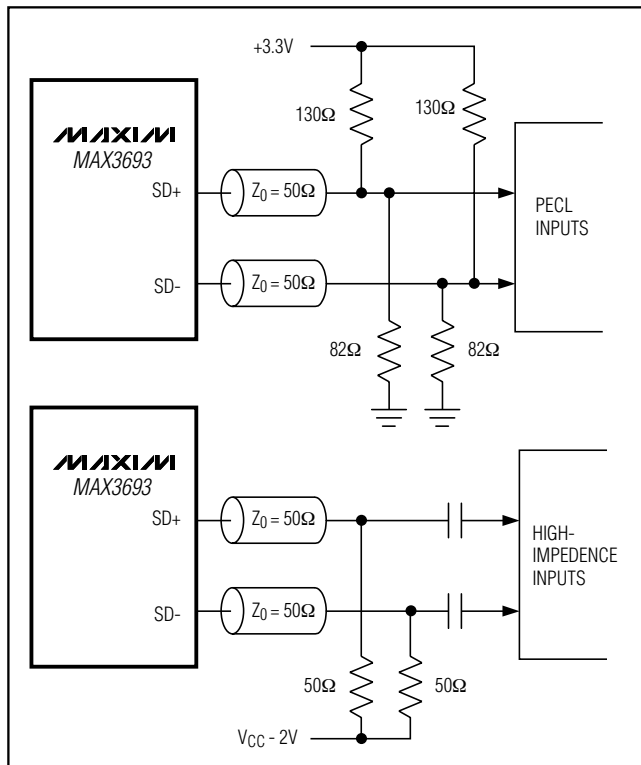 +3.3V
130Ω
130Ω
MAXIM
MAX3693
SD+
Z0 = 50Ω
PECL
INPUTS
SD-
Z0 = 50Ω
82Ω
82Ω
MAXIM
MAX3693
SD+
Z0 = 50Ω
HIGH-
IMPEDENCE
INPUTS
SD-
Z0 = 50Ω
50Ω
50Ω
VCC - 2V